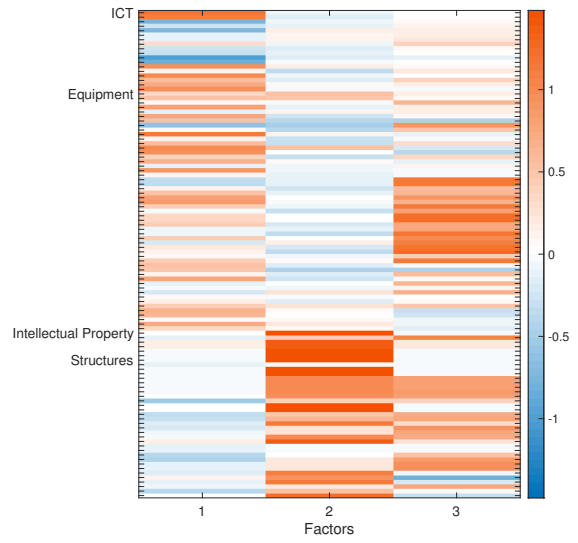 ICT
Equipment
Intellectual Property
Structures
1
0.5
0
-0.5
-1
1 2 3
Factors